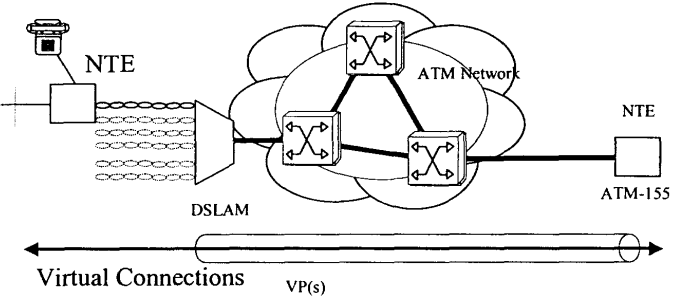 NTE
ATM Network
NTE
ATM-155
DSLAM
Virtual Connections
VP(s)